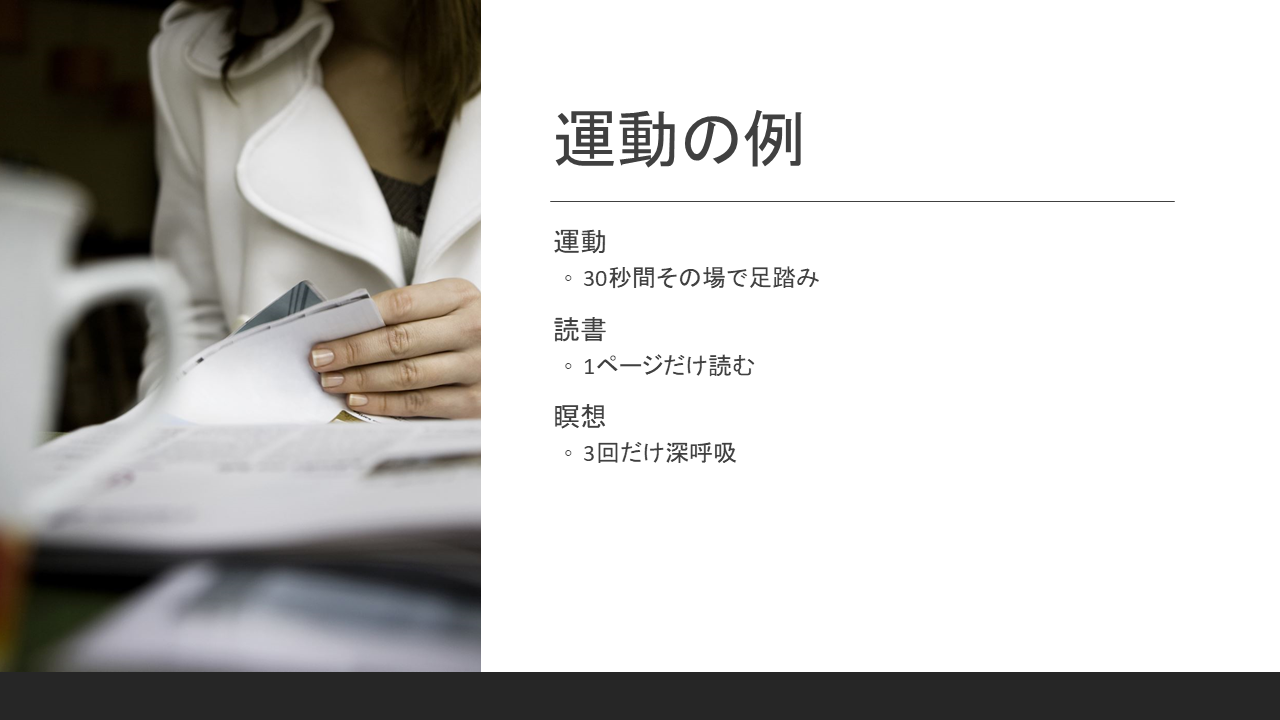 運動の例
運動
◦ 30秒間その場で足踏み
読書
◦ 1ページだけ読む
瞑想
◦ 3回だけ深呼吸